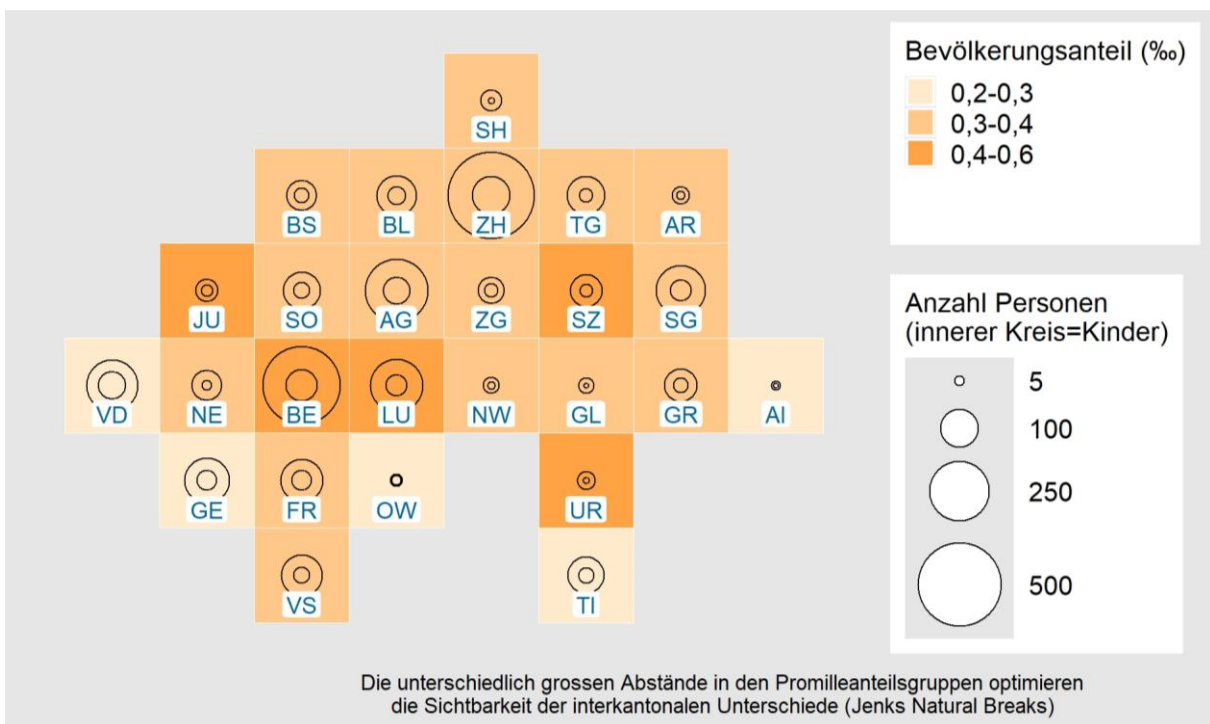 Bevölkerungsanteil (‰)
0,2-0,3
0,3-0,4
0,4-0,6
SH
BS BL ZH TG AR
JU SO AG ZG SZ SG
VD NE BE LU NW GL GR AI
GE FR OW UR
VS TI
Anzahl Personen
(innerer Kreis=Kinder)
5
100
250
500
Die unterschiedlich grossen Abstände in den Promilleanteilsgruppen optimieren
die Sichtbarkeit der interkantonalen Unterschiede (Jenks Natural Breaks)